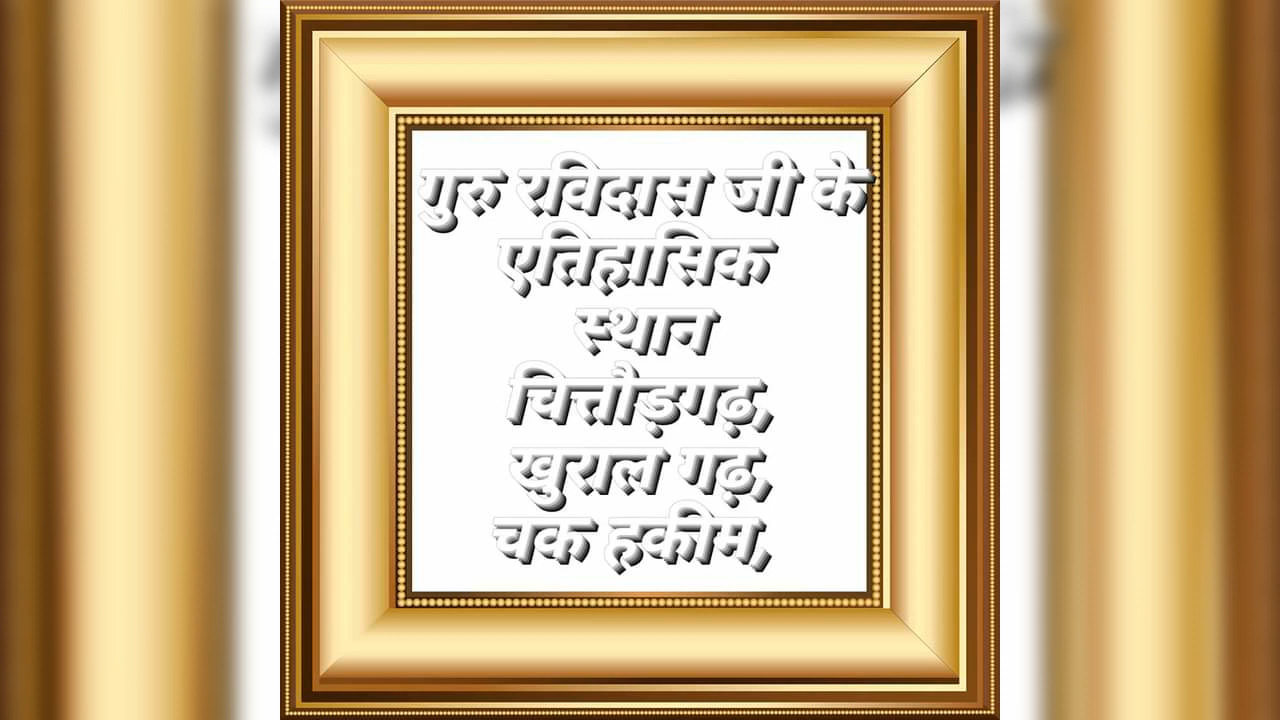 गुरु रविदास जी के
एतिहासिक
स्थान
चित्तौड़गढ़,
खुराल गढ़,
चक हकीम,